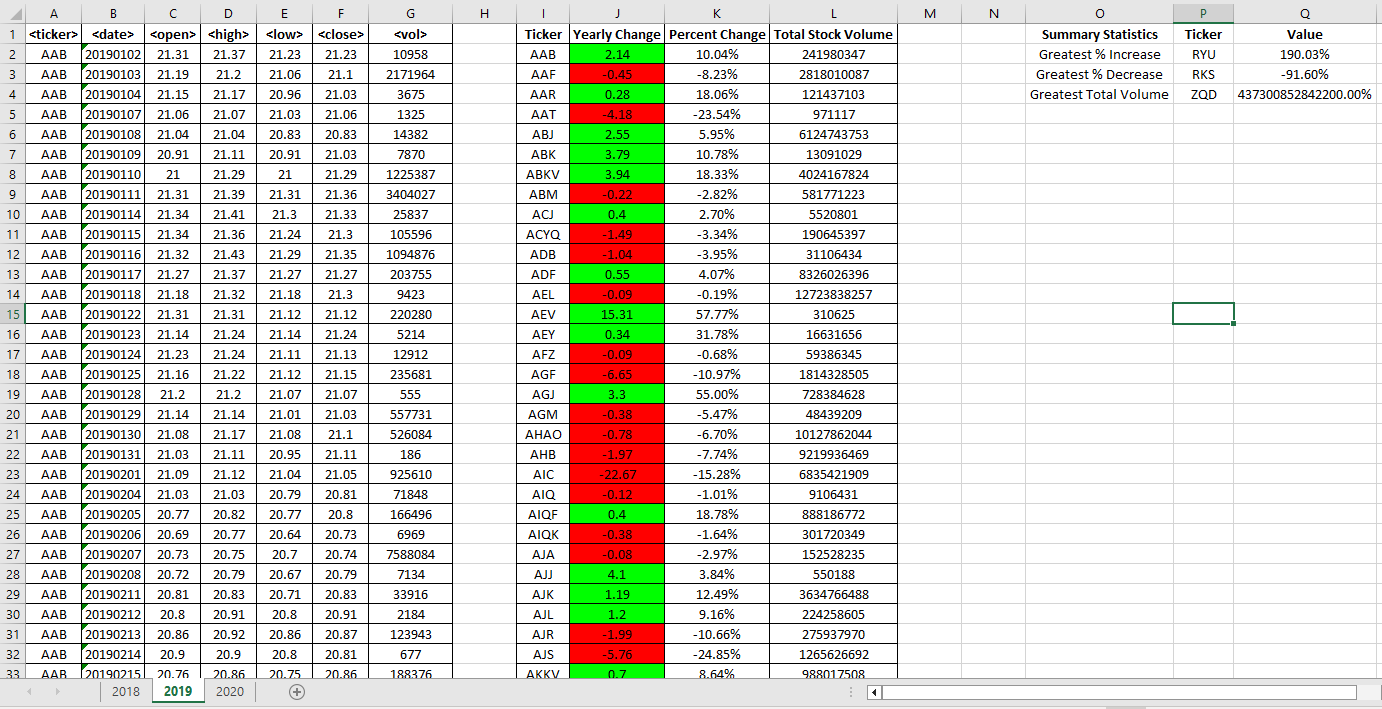 A B C D E F G H I J K L M N O P Q
1 <ticker> <date> <open> <high> <low> <close> <vol> Ticker Yearly Change Percent Change Total Stock Volume Summary Statistics Ticker Value
2 AAB 20190102 21.31 21.37 21.23 21.23 10958 AAB 2.14 10.04% 241980347 Greatest % Increase RYU 190.03%
3 AAB 20190103 21.19 21.2 21.06 21.1 2171964 AAF -0.45 -8.23% 2818010087 Greatest % Decrease RKS -91.60%
4 AAB 20190104 21.15 21.17 20.96 21.03 3675 AAR 0.28 18.06% 121437103 Greatest Total Volume ZQD 437300852842200.00%
5 AAB 20190107 21.06 21.07 21.03 21.06 1325 AAT -4.18 -23.54% 971117
6 AAB 20190108 21.04 21.04 20.83 20.83 14382 ABJ 2.55 5.95% 6124743753
7 AAB 20190109 20.91 21.11 20.91 21.03 7870 ABK 3.79 10.78% 13091029
8 AAB 20190110 21 21.29 21 21.29 1225387 ABKV 3.94 18.33% 4024167824
9 AAB 20190111 21.31 21.39 21.31 21.36 3404027 ABM -0.22 -2.82% 581771223
10 AAB 20190114 21.34 21.41 21.3 21.33 25837 ACJ 0.4 2.70% 5520801
11 AAB 20190115 21.34 21.36 21.24 21.3 105596 ACYQ -1.49 -3.34% 190645397
12 AAB 20190116 21.32 21.43 21.29 21.35 1094876 ADB -1.04 -3.95% 31106434
13 AAB 20190117 21.27 21.37 21.27 21.27 203755 ADF 0.55 4.07% 8326026396
14 AAB 20190118 21.18 21.32 21.18 21.3 9423 AEL -0.09 -0.19% 12723838257
15 AAB 20190122 21.31 21.31 21.12 21.12 220280 AEV 15.31 57.77% 310625
16 AAB 20190123 21.14 21.24 21.14 21.24 5214 AEY 0.34 31.78% 16631656
17 AAB 20190124 21.23 21.24 21.11 21.13 12912 AFZ -0.09 -0.68% 59386345
18 AAB 20190125 21.16 21.22 21.12 21.15 235681 AGF -6.65 -10.97% 1814328505
19 AAB 20190128 21.2 21.2 21.07 21.07 555 AGJ 3.3 55.00% 728384628
20 AAB 20190129 21.14 21.14 21.01 21.03 557731 AGM -0.38 -5.47% 48439209
21 AAB 20190130 21.08 21.17 21.08 21.1 526084 AHAO -0.78 -6.70% 10127862044
22 AAB 20190131 21.03 21.11 20.95 21.11 186 AHB -1.97 -7.74% 9219936469
23 AAB 20190201 21.09 21.12 21.04 21.05 925610 AIC -22.67 -15.28% 6835421909
24 AAB 20190204 21.03 21.03 20.79 20.81 71848 AIQ -0.12 -1.01% 9106431
25 AAB 20190205 20.77 20.82 20.77 20.8 166496 AIQF 0.4 18.78% 888186772
26 AAB 20190206 20.69 20.77 20.64 20.73 6969 AIQK -0.38 -1.64% 301720349
27 AAB 20190207 20.73 20.75 20.7 20.74 7588084 AJA -0.08 -2.97% 152528235
28 AAB 20190208 20.72 20.79 20.67 20.79 7134 AJJ 4.1 3.84% 550188
29 AAB 20190211 20.81 20.83 20.71 20.83 33916 AJK 1.19 12.49% 3634766488
30 AAB 20190212 20.8 20.91 20.8 20.91 2184 AJL 1.2 9.16% 224258605
31 AAB 20190213 20.86 20.92 20.86 20.87 123943 AJR -1.99 -10.66% 275937970
32 AAB 20190214 20.9 20.9 20.8 20.81 677 AJS -5.76 -24.85% 1265626692
33 AAB 20190215 20.76 20.86 20.75 20.86 188376 AKKV 0.7 8.64% 988017508
2018 2019 2020